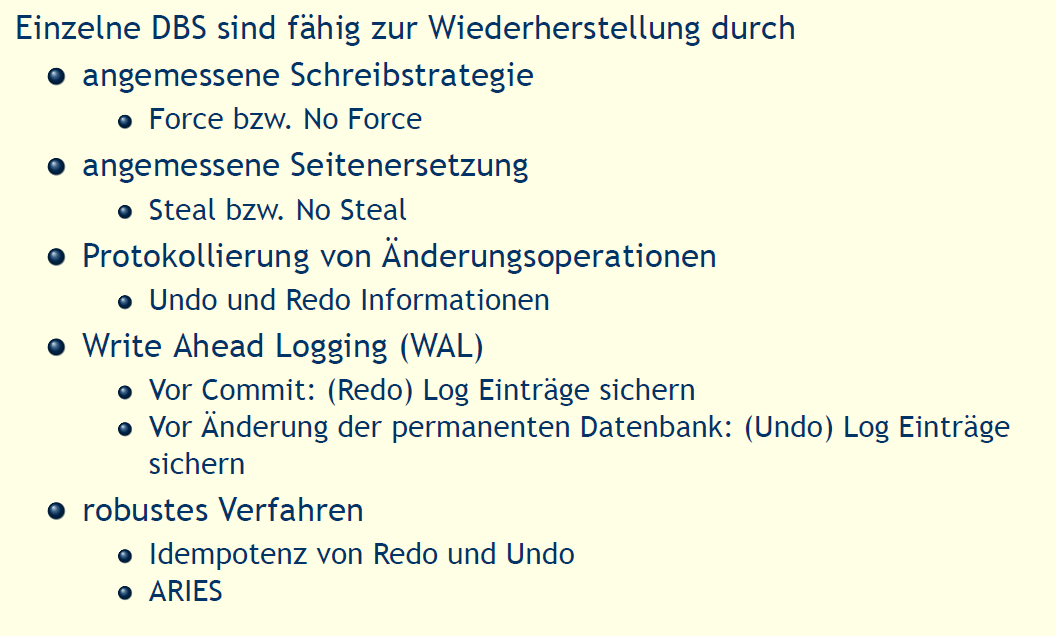 Einzelne DBS sind fähig zur Wiederherstellung durch
angemessene Schreibstrategie
Force bzw. No Force
angemessene Seitenersetzung
Steal bzw. No Steal
Protokollierung von Änderungsoperationen
Undo und Redo Informationen
Write Ahead Logging (WAL)
Vor Commit: (Redo) Log Einträge sichern
Vor Änderung der permanenten Datenbank: (Undo) Log Einträge
sichern
robustes Verfahren
Idempotenz von Redo und Undo
ARIES